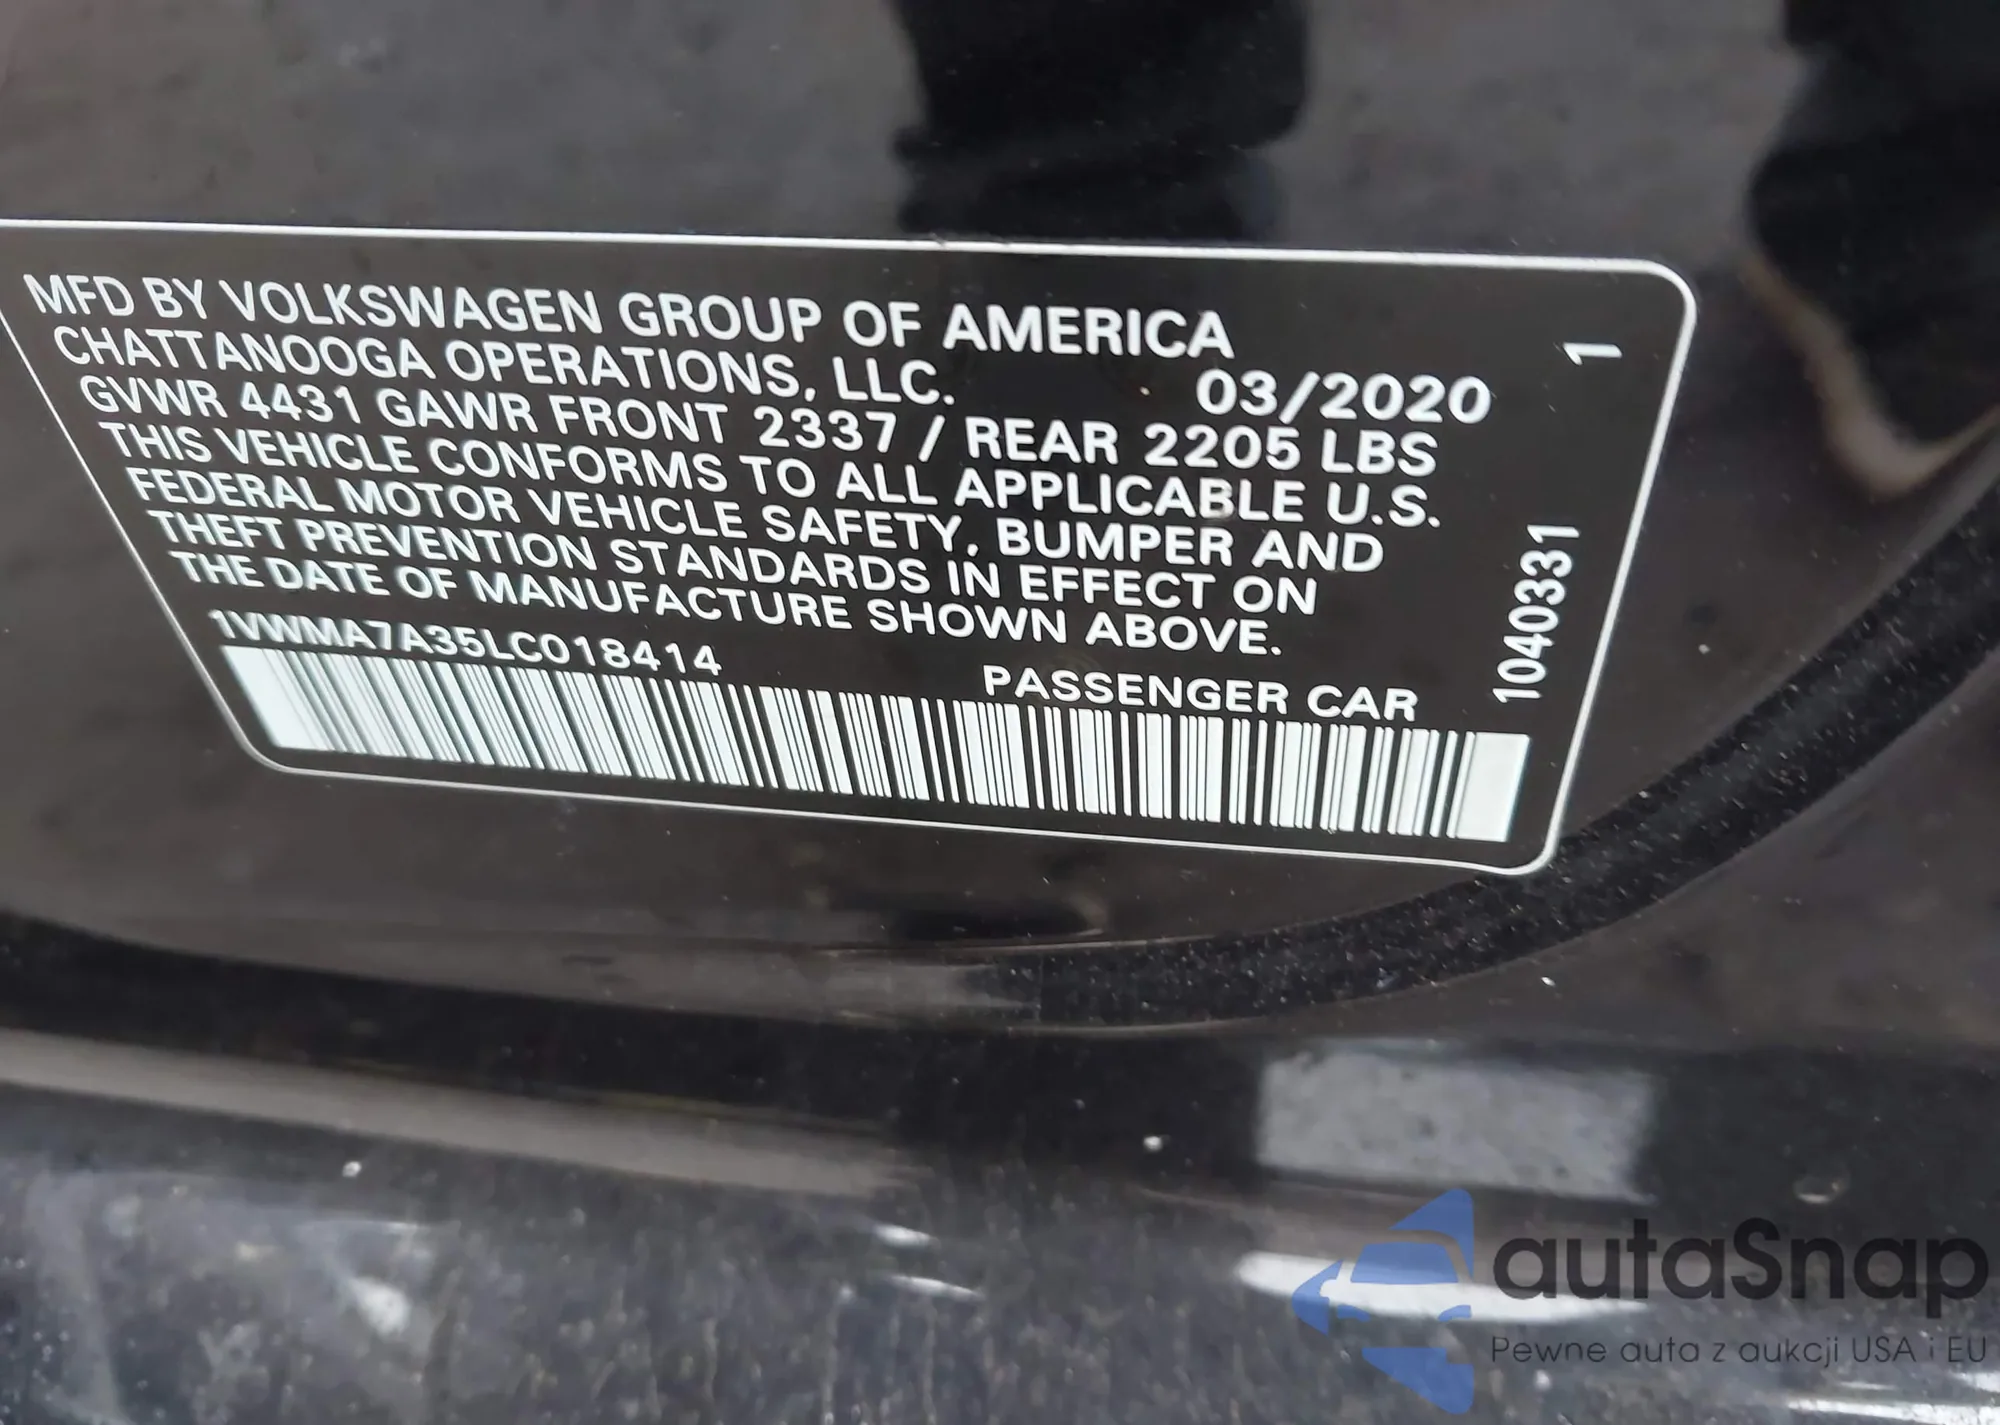 MFD BY VOLKSWAGEN GROUP OF AMERICA
CHATTANOOGA OPERATIONS, LLC. 03/2020
GVWR 4431 GAWR FRONT 2337 / REAR 2205 LBS
THIS VEHICLE CONFORMS TO ALL APPLICABLE U.S.
FEDERAL MOTOR VEHICLE SAFETY, BUMPER AND
THEFT PREVENTION STANDARDS IN EFFECT ON
THE DATE OF MANUFACTURE SHOWN ABOVE.
1VWMA7A35LC018414
PASSENGER CAR
1040331 1
autaSnap
Pewne auta z aukcji USA i EU